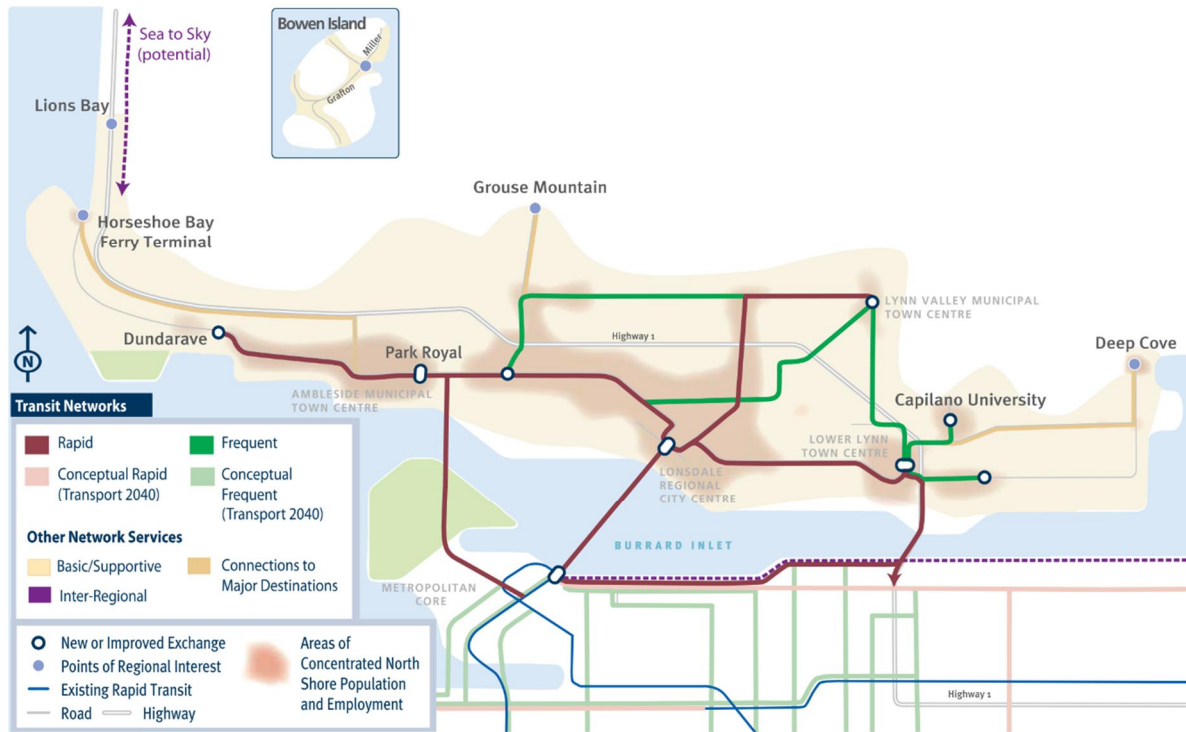 Sea to Sky
(potential)
Bowen Island
Miller
Grafton
Lions Bay
Grouse Mountain
Horseshoe Bay
Ferry Terminal
LYNN VALLEY MUNICIPAL
TOWN CENTRE
Dundarave
Highway 1
Park Royal
Deep Cove
N
AMBLESIDE MUNICIPAL
TOWN CENTRE
Capilano University
LOWER LYNN
TOWN CENTRE
LONSDALE
REGIONAL
CITY CENTRE
BURRARD INLET
METROPOLITAN
CORE
Highway 1
Transit Networks
Rapid
Frequent
Conceptual Rapid
(Transport 2040)
Conceptual
Frequent
(Transport 2040)
Other Network Services
Basic/Supportive
Connections to
Major Destinations
Inter-Regional
New or Improved Exchange
Points of Regional Interest
Existing Rapid Transit
Road
Highway
Areas of
Concentrated North
Shore Population
and Employment